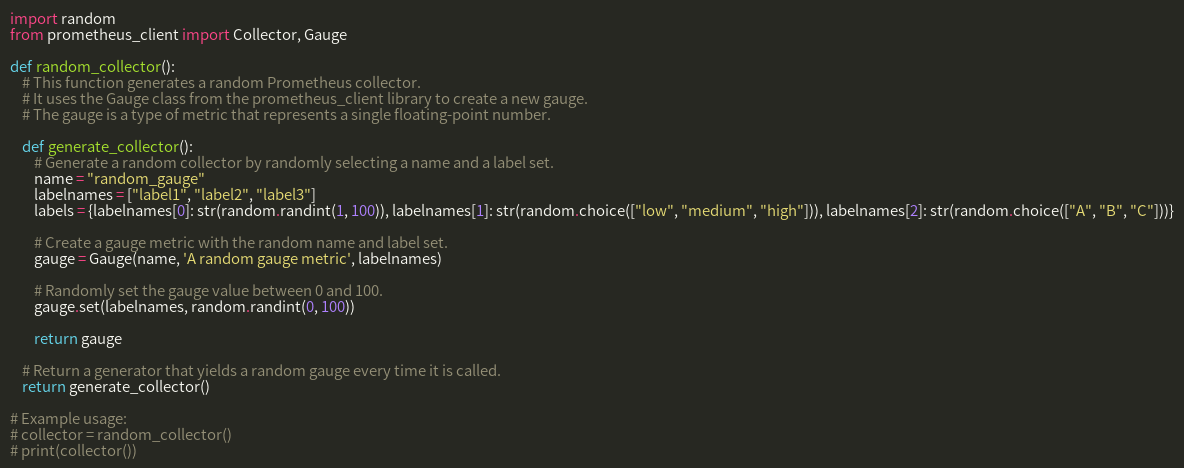 import random
from prometheus_client import Collector, Gauge

def random_collector():
    # This function generates a random Prometheus collector.
    # It uses the Gauge class from the prometheus_client library to create a new gauge.
    # The gauge is a type of metric that represents a single floating-point number.

    def generate_collector():
        # Generate a random collector by randomly selecting a name and a label set.
        name = "random_gauge"
        labelnames = ["label1", "label2", "label3"]
        labels = {labelnames[0]: str(random.randint(1, 100)), labelnames[1]: str(random.choice(["low", "medium", "high"])), labelnames[2]: str(random.choice(["A", "B", "C"]))}

        # Create a gauge metric with the random name and label set.
        gauge = Gauge(name, 'A random gauge metric', labelnames)

        # Randomly set the gauge value between 0 and 100.
        gauge.set(labelnames, random.randint(0, 100))

        return gauge

    # Return a generator that yields a random gauge every time it is called.
    return generate_collector()

# Example usage:
# collector = random_collector()
# print(collector())